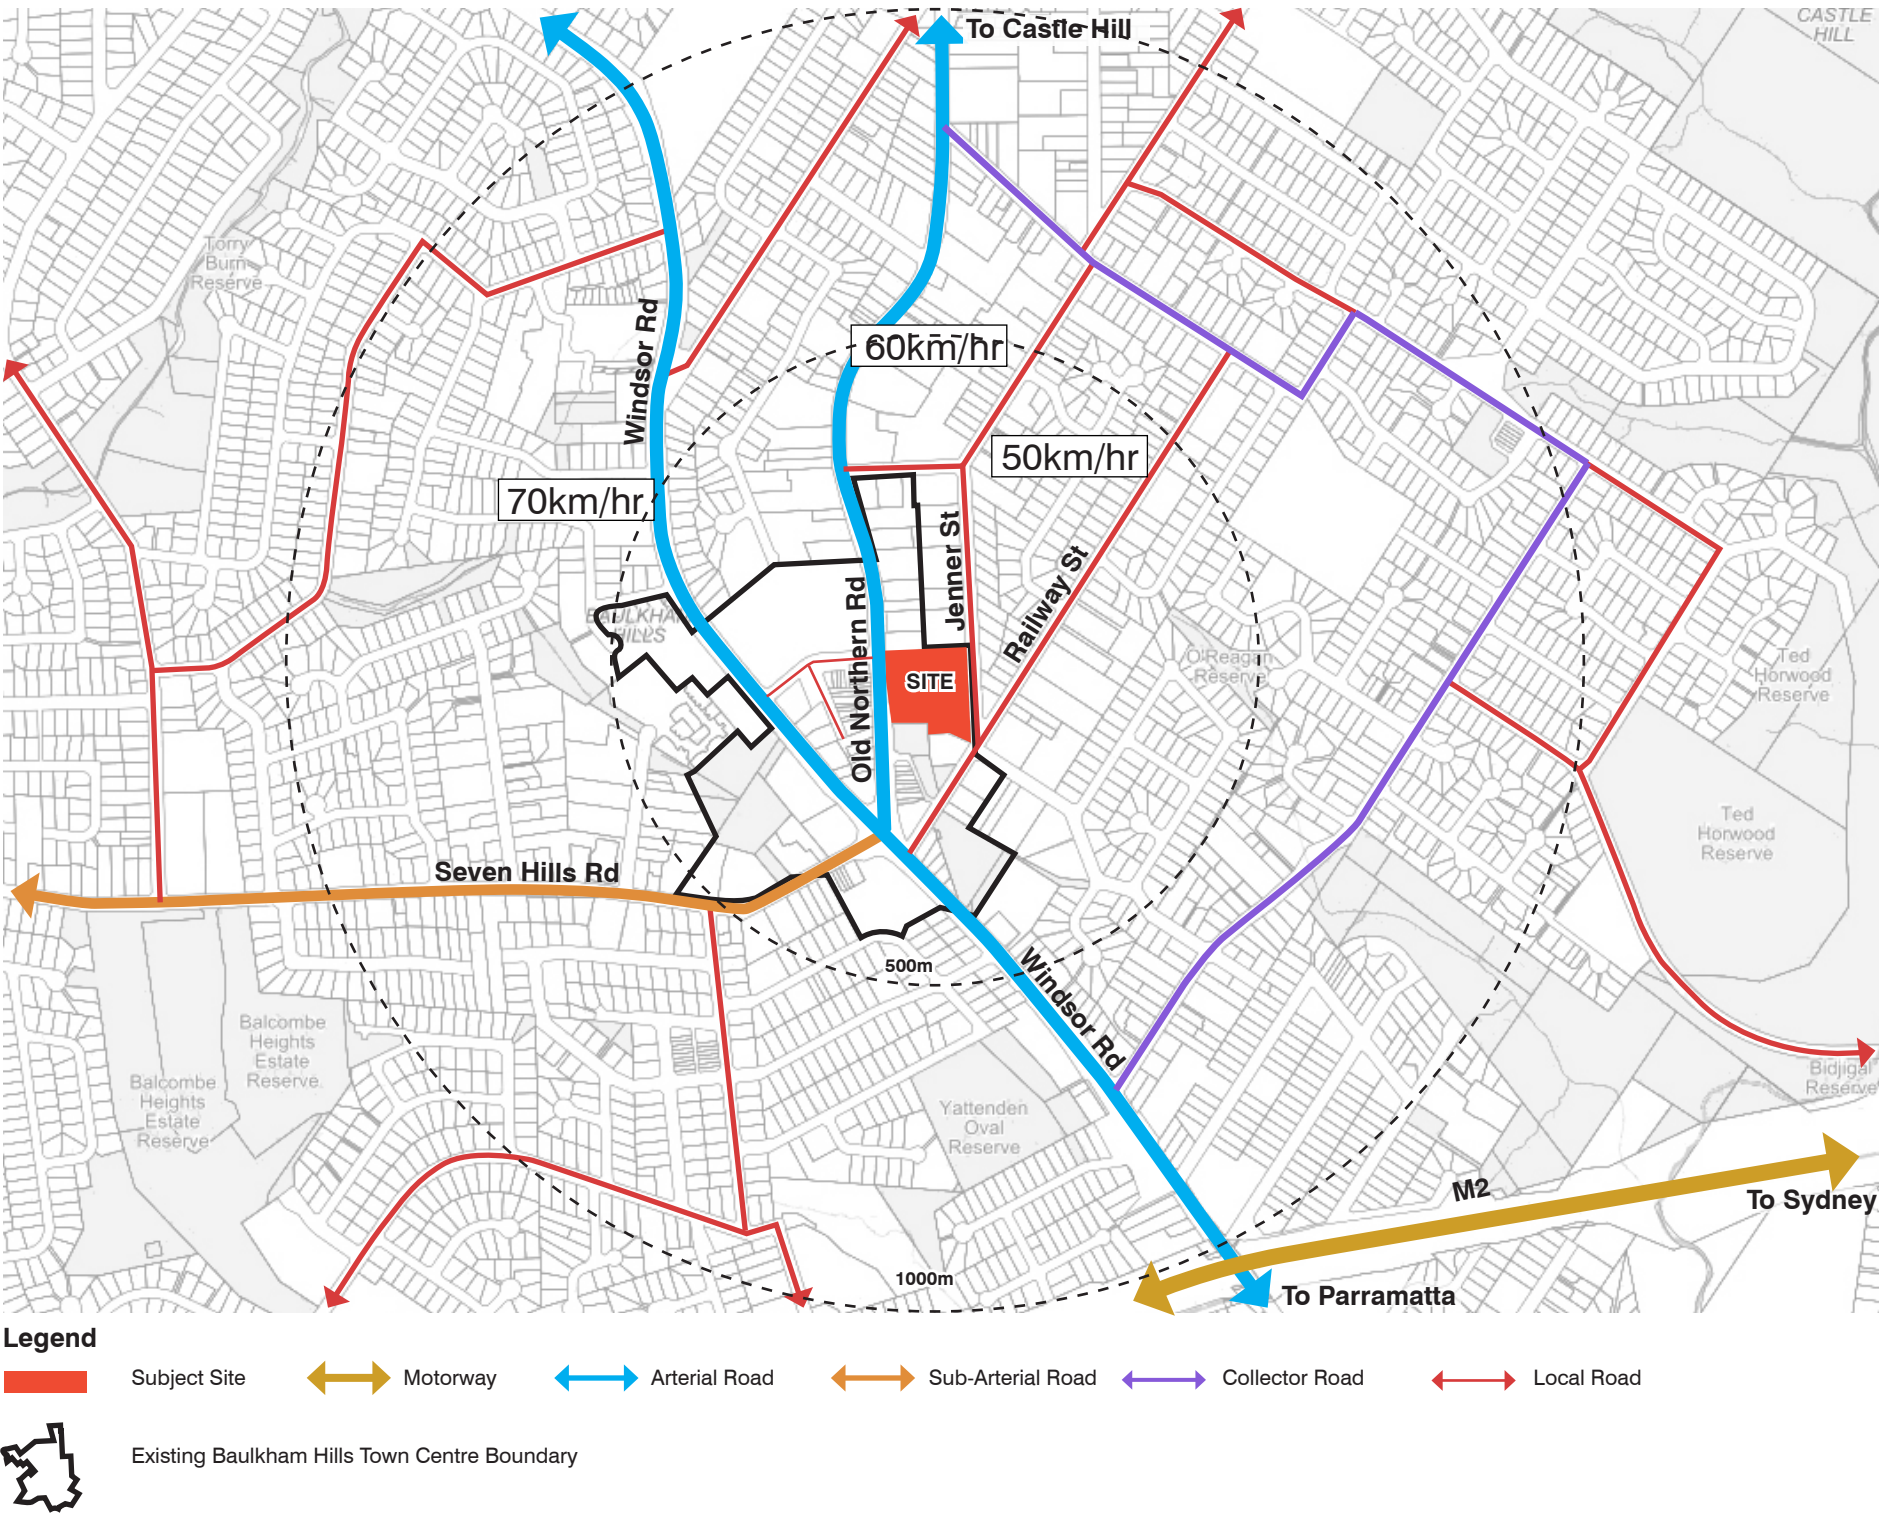 To Castle Hill
CASTLE
HILL
Torry
Burn
Reserve
Windsor Rd
60km/hr
50km/hr
70km/hr
Jenner St
Railway St
BAULKHAM
HILLS
Old Northern Rd
SITE
O'Reagan
Reserve
Ted
Horwood
Reserve
Ted
Horwood
Reserve
Seven Hills Rd
500m
Windsor Rd
Balcombe
Heights
Estate
Reserve
Balcombe
Heights
Estate
Reserve
Yattenden
Oval
Reserve
Bidjigal
Reserve
M2
To Sydney
1000m
To Parramatta
Legend
Subject Site
Motorway
Arterial Road
Sub-Arterial Road
Collector Road
Local Road
Existing Baulkham Hills Town Centre Boundary